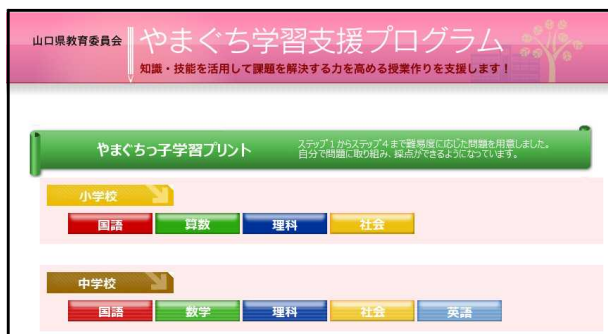 山口県教育委員会
やまぐち学習支援プログラム
知識・技能を活用して課題を解決する力を高める授業作りを支援します！
やまぐちっ子学習プリント
ステップ1からステップ4まで難易度に応じた問題を用意しました。
自分で問題に取り組み、採点ができるようになっています。
小学校
国語 算数 理科 社会
中学校
国語 数学 理科 社会 英語